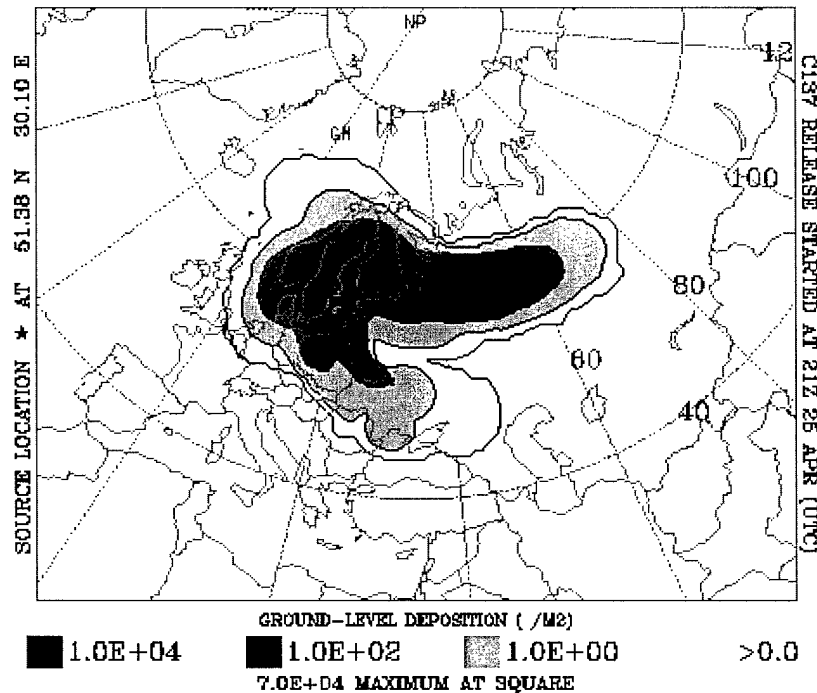 NP
12
GM
100
80
60
40
SOURCE LOCATION ★ AT 51.38 N 30.10 E
C137 RELEASE STARTED AT 21Z 25 APR (UTC)
GROUND-LEVEL DEPOSITION ( /M2)
1.0E+04 1.0E+02 1.0E+00 >0.0
7.0E+04 MAXIMUM AT SQUARE